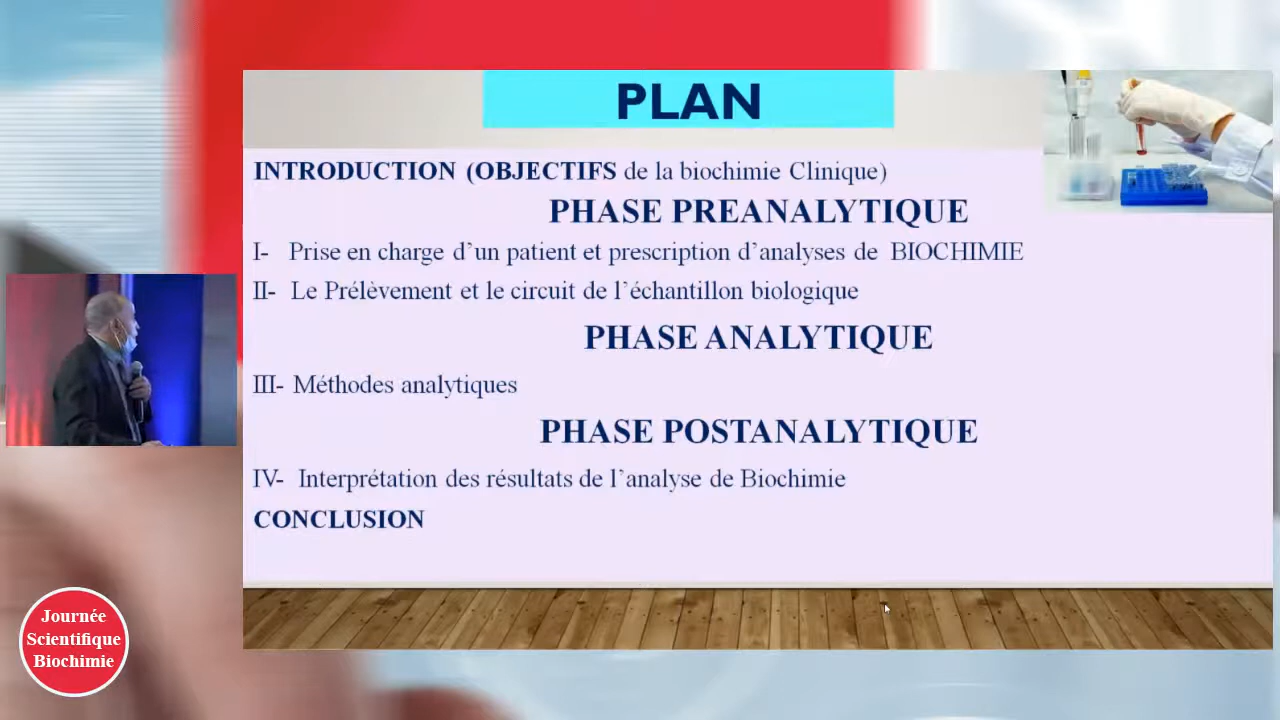 PLAN
INTRODUCTION (OBJECTIFS de la biochimie Clinique)
PHASE PREANALYTIQUE
I- Prise en charge d’un patient et prescription d’analyses de BIOCHIMIE
II- Le Prélèvement et le circuit de l’échantillon biologique
PHASE ANALYTIQUE
III- Méthodes analytiques
PHASE POSTANALYTIQUE
IV- Interprétation des résultats de l’analyse de Biochimie
CONCLUSION
Journée
Scientifique
Biochimie